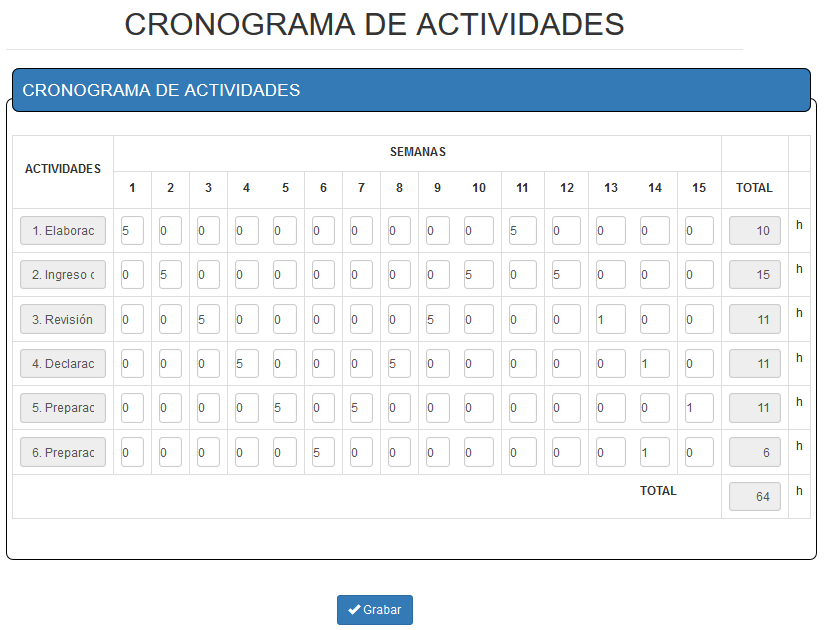 CRONOGRAMA DE ACTIVIDADES
CRONOGRAMA DE ACTIVIDADES
ACTIVIDADES SEMANAS
1 2 3 4 5 6 7 8 9 10 11 12 13 14 15 TOTAL
1. Elaborac 5 0 0 0 0 0 0 0 0 0 5 0 0 0 0 10 h
2. Ingreso c 0 5 0 0 0 0 0 0 0 5 0 5 0 0 0 15 h
3. Revisión 0 0 5 0 0 0 0 0 5 0 0 0 1 0 0 11 h
4. Declarac 0 0 0 5 0 0 0 5 0 0 0 0 0 1 0 11 h
5. Preparac 0 0 0 0 5 0 5 0 0 0 0 0 0 0 1 11 h
6. Preparac 0 0 0 0 0 5 0 0 0 0 0 0 0 1 0 6 h
TOTAL 64 h
Grabar